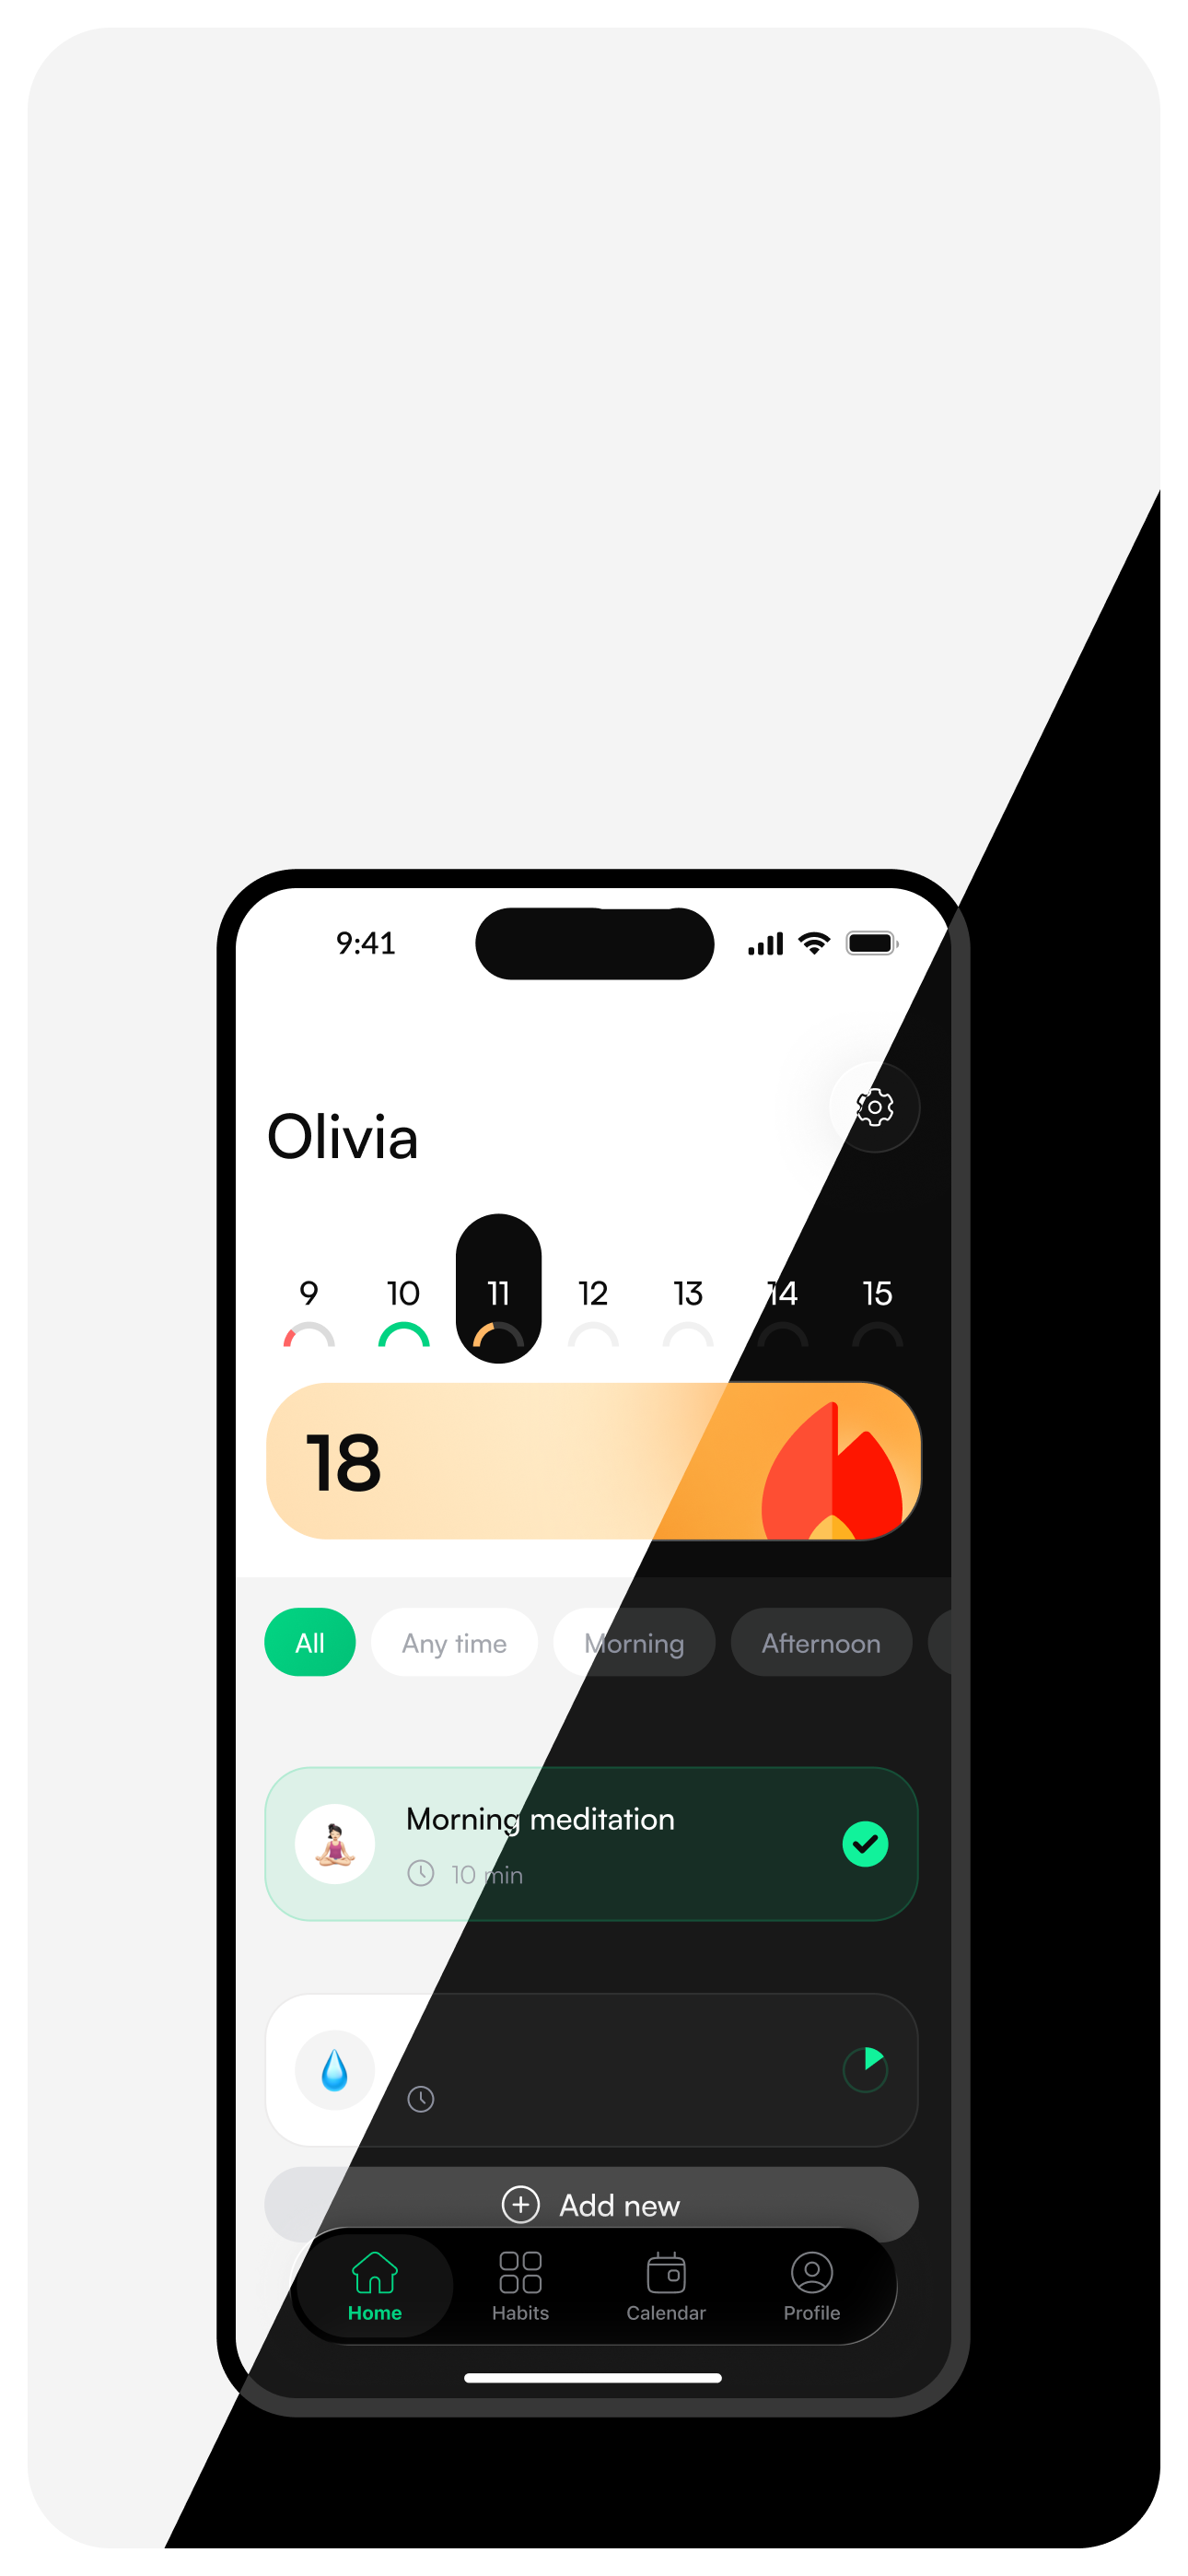 9:41
Olivia
9 10 11 12 13 14 15
18
All Any time Morning Afternoon
Morning meditation
10 min
Add new
Home Habits Calendar Profile